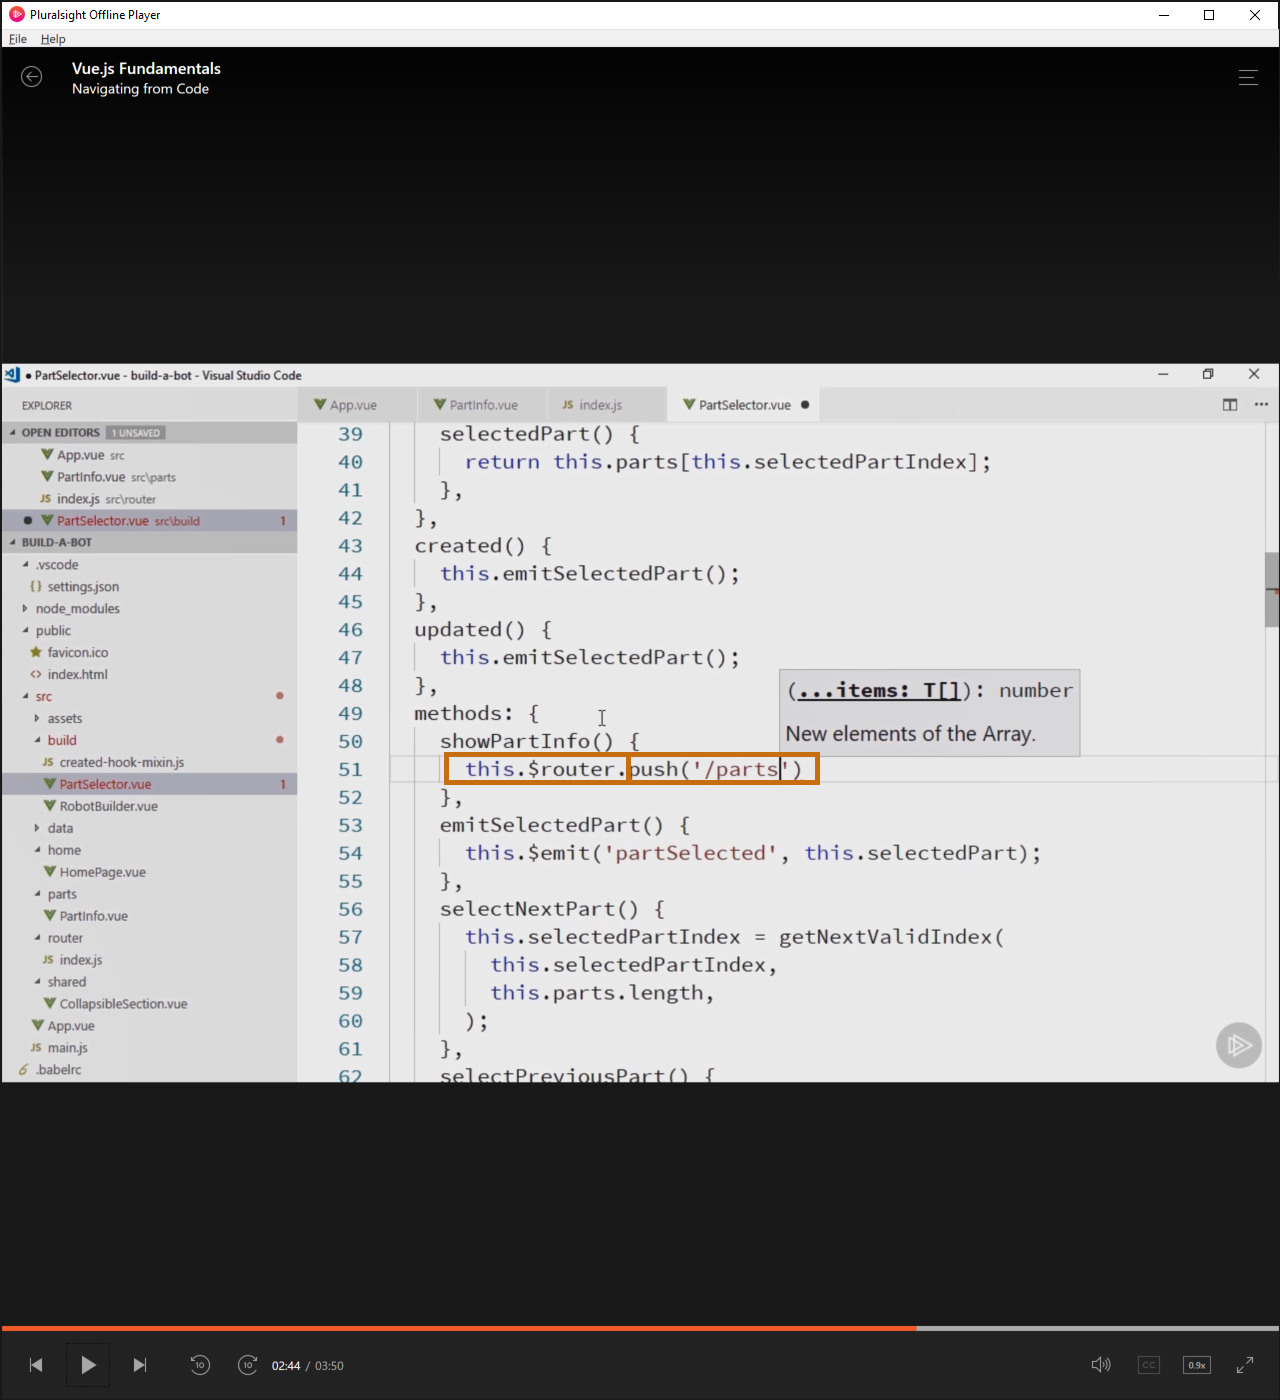 Pluralsight Offline Player
File Help
Vue.js Fundamentals
Navigating from Code
● PartSelector.vue - build-a-bot - Visual Studio Code
EXPLORER
App.vue
PartInfo.vue
JS index.js
PartSelector.vue ●
OPEN EDITORS 1 UNSAVED
App.vue src
PartInfo.vue src\parts
JS index.js src\router
● PartSelector.vue src\build 1
BUILD-A-BOT
.vscode
{} settings.json
node_modules
public
favicon.ico
<> index.html
src
assets
build
JS created-hook-mixin.js
PartSelector.vue 1
RobotBuilder.vue
data
home
HomePage.vue
parts
PartInfo.vue
router
JS index.js
shared
CollapsibleSection.vue
App.vue
JS main.js
6 .babelrc
39 selectedPart() {
40 return this.parts[this.selectedPartIndex];
41 },
42 },
43 created() {
44 this.emitSelectedPart();
45 },
46 updated() {
47 this.emitSelectedPart();
48 },
49 methods: {
50 showPartInfo() {
51 this.$router.push('/parts')
52 },
53 emitSelectedPart() {
54 this.$emit('partSelected', this.selectedPart);
55 },
56 selectNextPart() {
57 this.selectedPartIndex = getNextValidIndex(
58 this.selectedPartIndex,
59 this.parts.length,
60 );
61 },
62 selectPreviousPart() {
(...items: T[]): number
New elements of the Array.
10 10 02:44 / 03:50
CC 0.9x